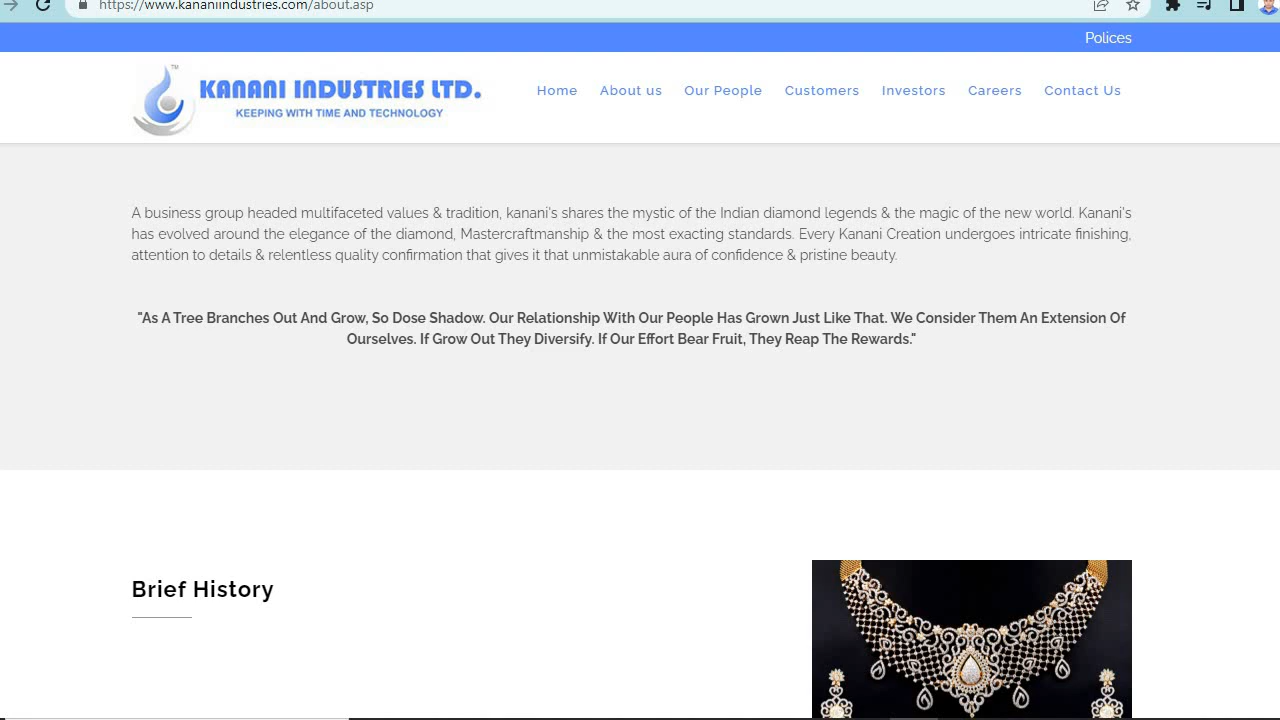 https://www.kananiindustries.com/about.asp
Polices
TM
KANANI INDUSTRIES LTD.
KEEPING WITH TIME AND TECHNOLOGY
Home About us Our People Customers Investors Careers Contact Us
A business group headed multifaceted values & tradition, kanani's shares the mystic of the Indian diamond legends & the magic of the new world. Kanani's
has evolved around the elegance of the diamond, Mastercraftmanship & the most exacting standards. Every Kanani Creation undergoes intricate finishing,
attention to details & relentless quality confirmation that gives it that unmistakable aura of confidence & pristine beauty.
"As A Tree Branches Out And Grow, So Dose Shadow. Our Relationship With Our People Has Grown Just Like That. We Consider Them An Extension Of
Ourselves. If Grow Out They Diversify. If Our Effort Bear Fruit, They Reap The Rewards."
Brief History